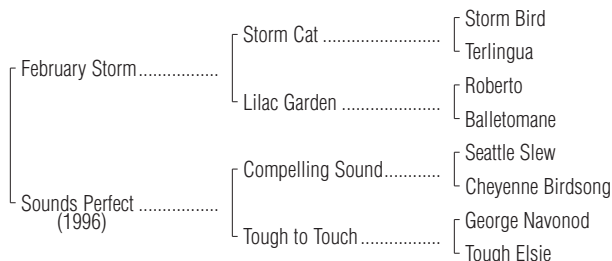 Storm Bird
Storm Cat ........................
Terlingua
February Storm ................
Roberto
Lilac Garden ....................
Balletomane
Seattle Slew
Compelling Sound............
Cheyenne Birdsong
Sounds Perfect ................
(1996)
George Navonod
Tough to Touch................
Tough Elsie